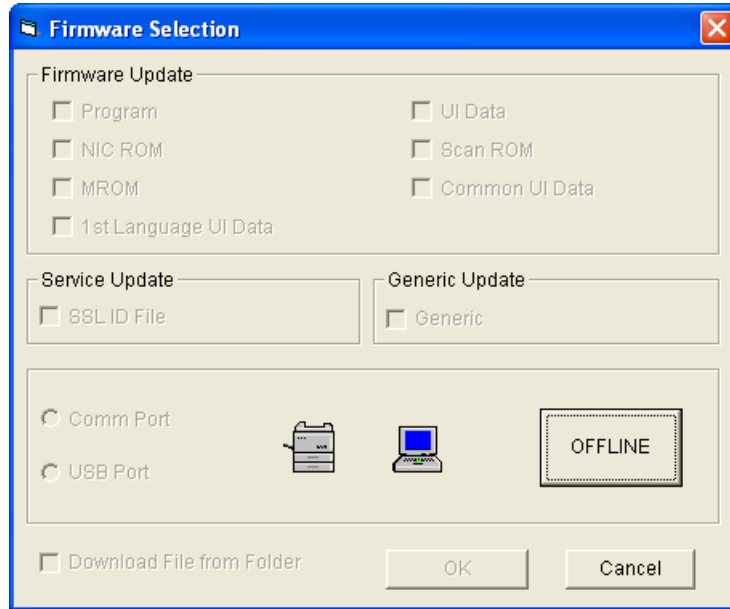 Firmware Selection
Firmware Update
Program
UI Data
NIC ROM
Scan ROM
MROM
Common UI Data
1st Language UI Data
Service Update
Generic Update
SSL ID File
Generic
Comm Port
USB Port
OFFLINE
Download File from Folder
OK
Cancel